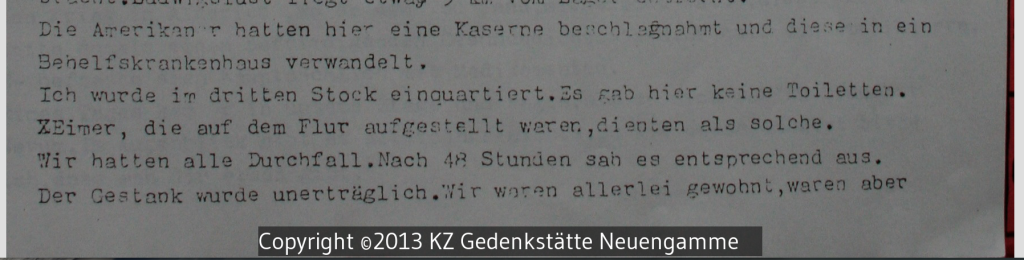 Die Amerikaner hatten hier eine Kaserne beschlagnahmt und diese in ein
Behelfskrankenhaus verwandelt.
Ich wurde im dritten Stock einquartiert.Es gab hier keine Toiletten.
XEimer, die auf dem Flur aufgestellt waren,dienten als solche.
Wir hatten alle Durchfall.Nach 48 Stunden sah es entsprechend aus.
Der Gestank wurde unerträglich.Wir waren allerlei gewohnt,waren aber
Copyright ©2013 KZ Gedenkstätte Neuengamme